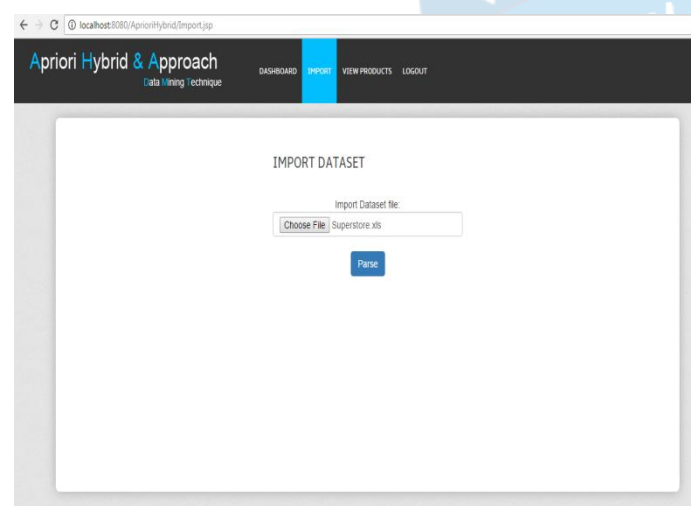 localhost:8080/AprioriHybrid/Import.jsp
Apriori Hybrid & Approach
Data Mining Technique
DASHBOARD IMPORT VIEW PRODUCTS LOGOUT
IMPORT DATASET
Import Dataset file:
Choose File Superstore.xls
Parse